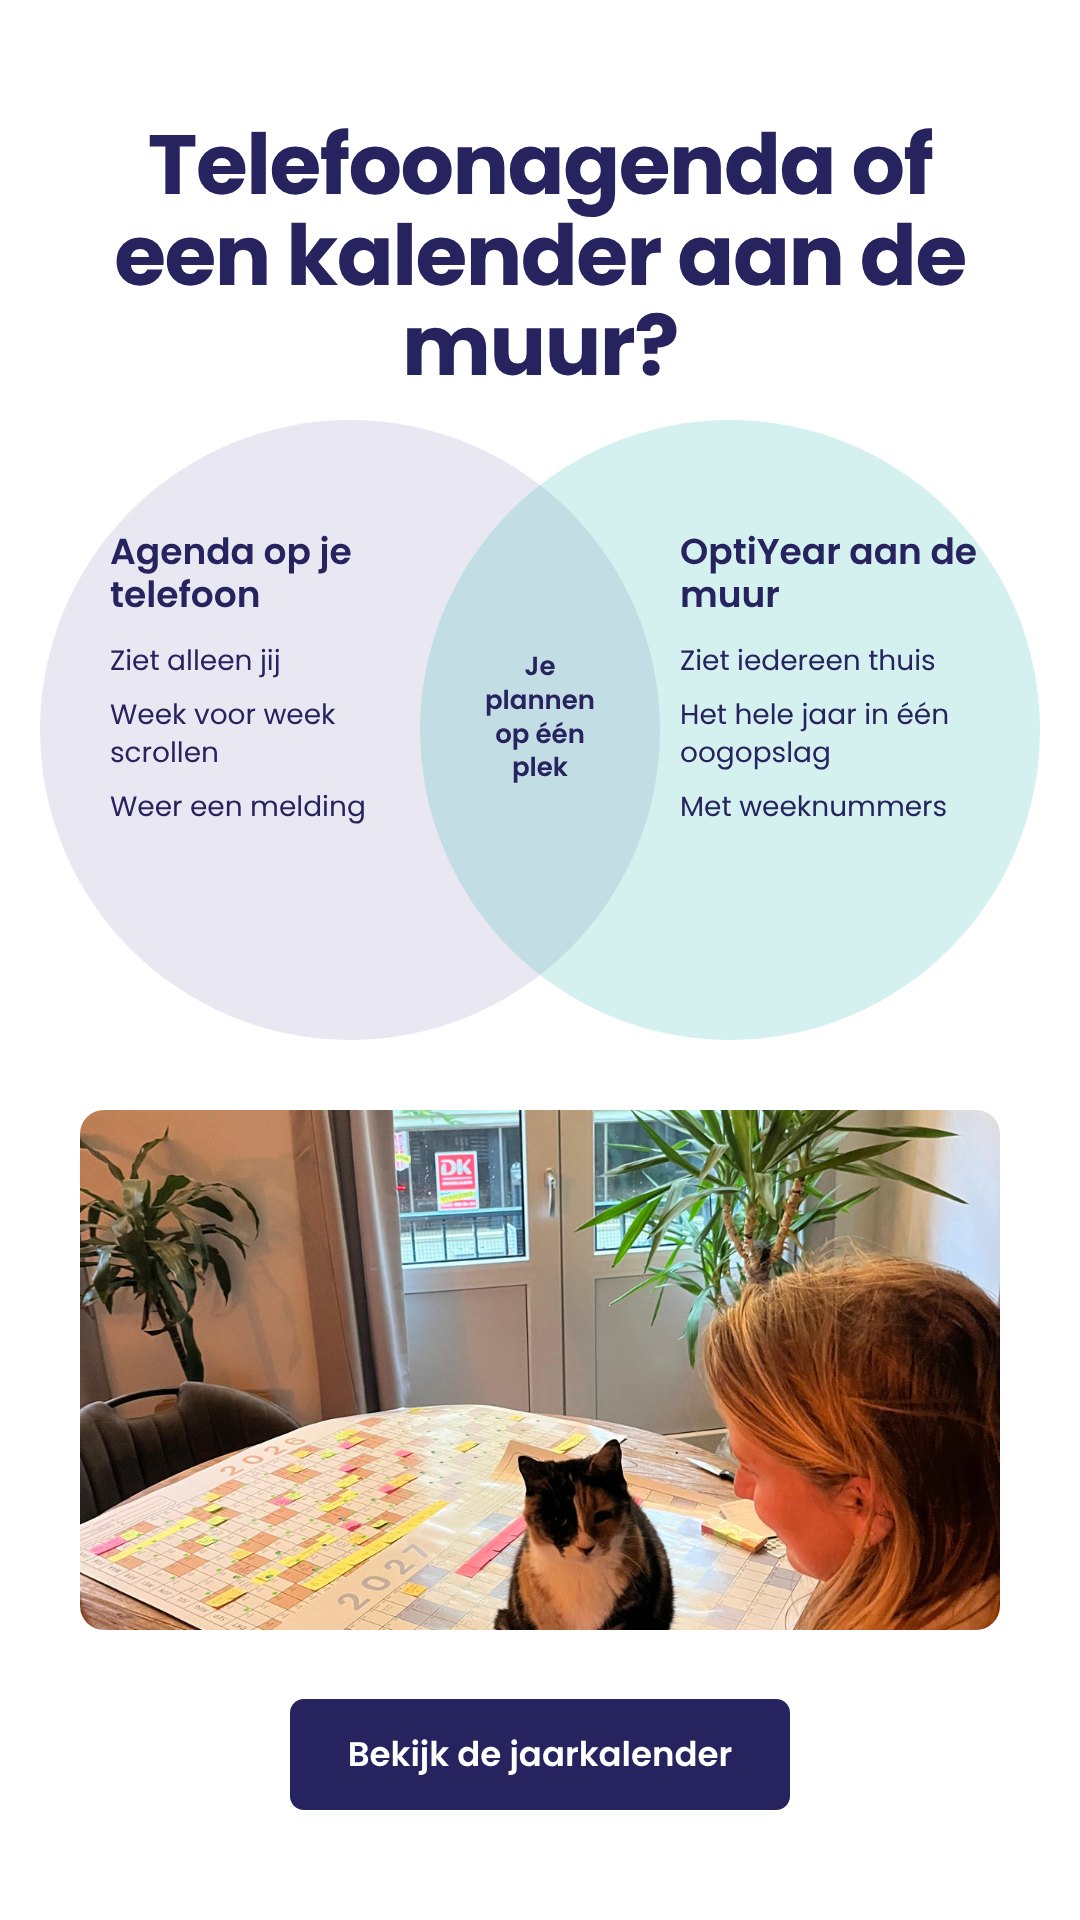 Telefoonagenda of
een kalender aan de
muur?
Agenda op je
telefoon
Ziet alleen jij
Week voor week
scrollen
Weer een melding
Je
plannen
op één
plek
OptiYear aan de
muur
Ziet iedereen thuis
Het hele jaar in één
oogopslag
Met weeknummers
DK
2026
2027
Bekijk de jaarkalender